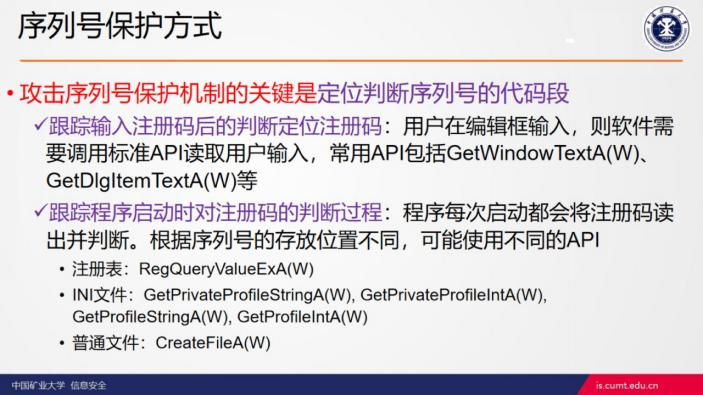 序列号保护方式
•攻击序列号保护机制的关键是定位判断序列号的代码段
✓跟踪输入注册码后的判断定位注册码：用户在编辑框输入，则软件需
要调用标准API读取用户输入，常用API包括GetWindowTextA(W)、
GetDlgItemTextA(W)等
✓跟踪程序启动时对注册码的判断过程：程序每次启动都会将注册码读
出并判断。根据序列号的存放位置不同，可能使用不同的API
• 注册表：RegQueryValueExA(W)
• INI文件：GetPrivateProfileStringA(W), GetPrivateProfileIntA(W),
GetProfileStringA(W), GetProfileIntA(W)
• 普通文件：CreateFileA(W)
中国矿业大学 信息安全
is.cumt.edu.cn